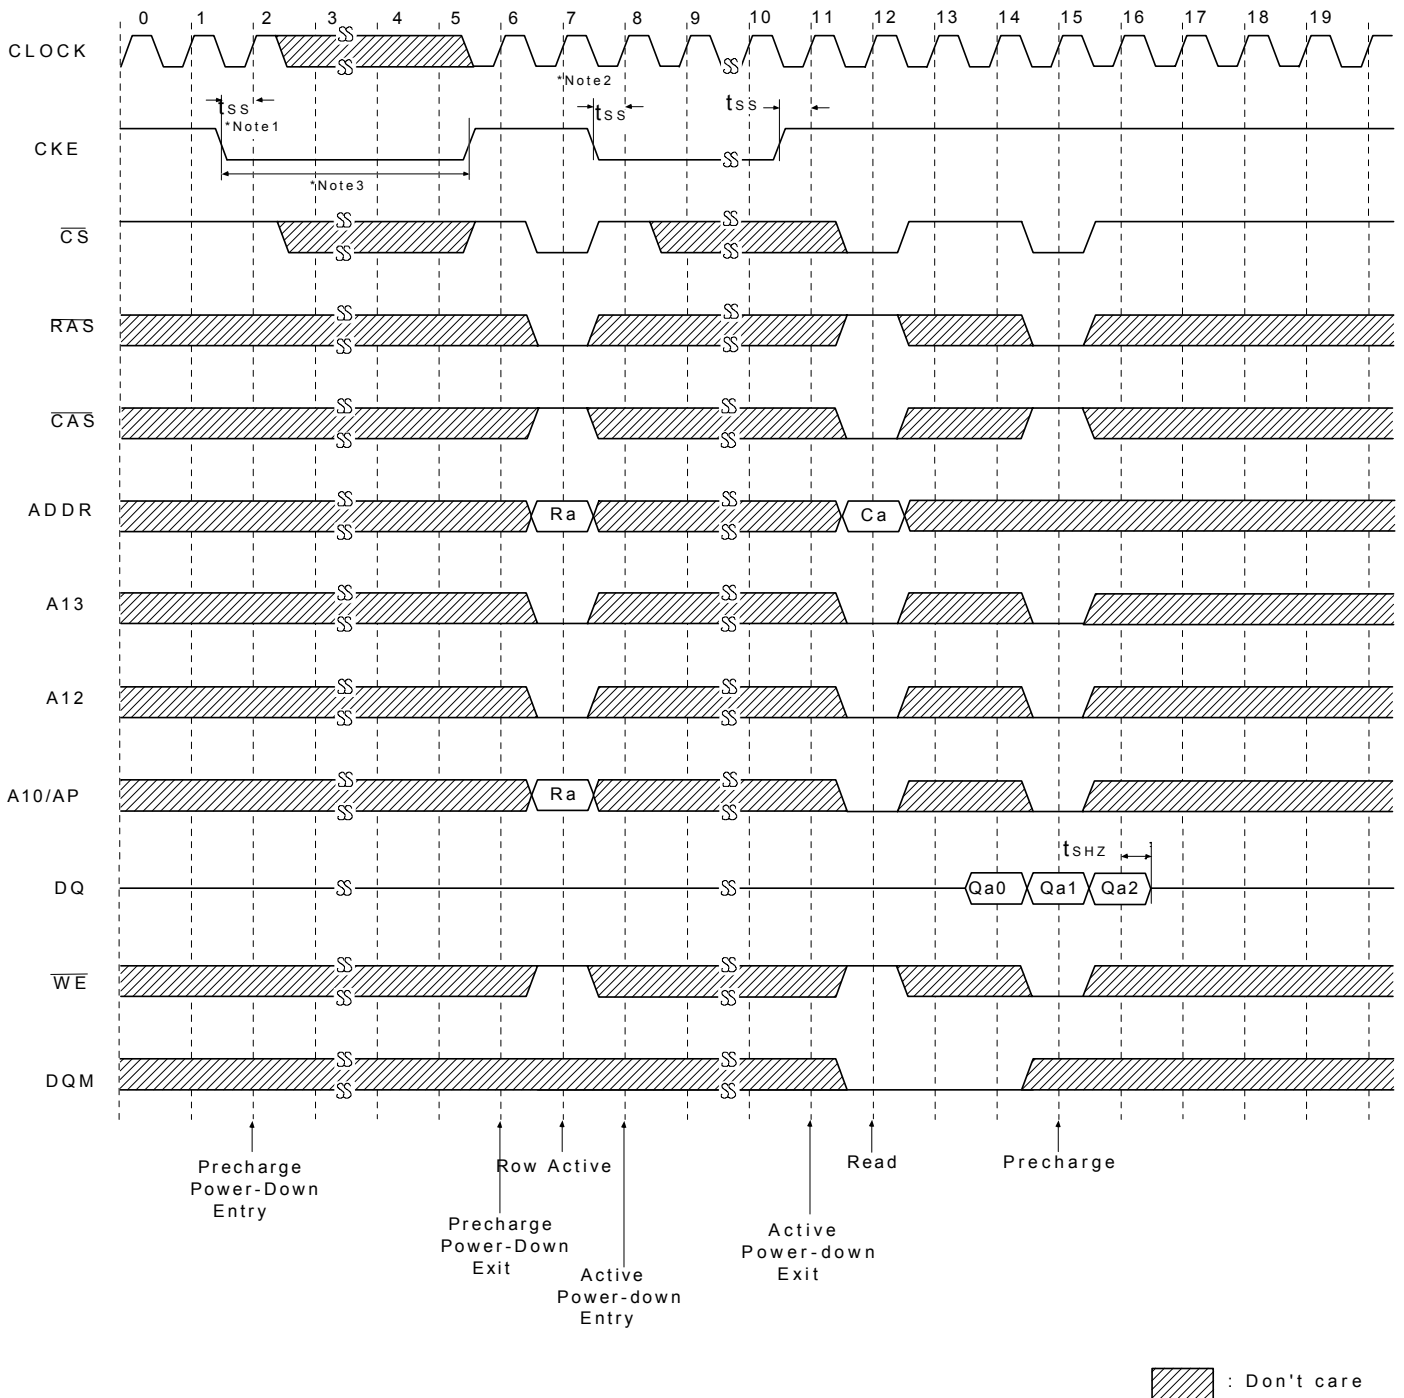 0 1 2 3 4 5 6 7 8 9 10 11 12 13 14 15 16 17 18 19
CLOCK
*Note2
tSS tSS tSS
*Note1
CKE
*Note3
CS
RAS
CAS
ADDR Ra Ca
A13
A12
A10/AP Ra
tSHZ
DQ Qa0 Qa1 Qa2
WE
DQM
Precharge
Power-Down
Entry
Row Active
Read
Precharge
Precharge
Power-Down
Exit
Active
Power-down
Exit
Active
Power-down
Entry
: Don't care